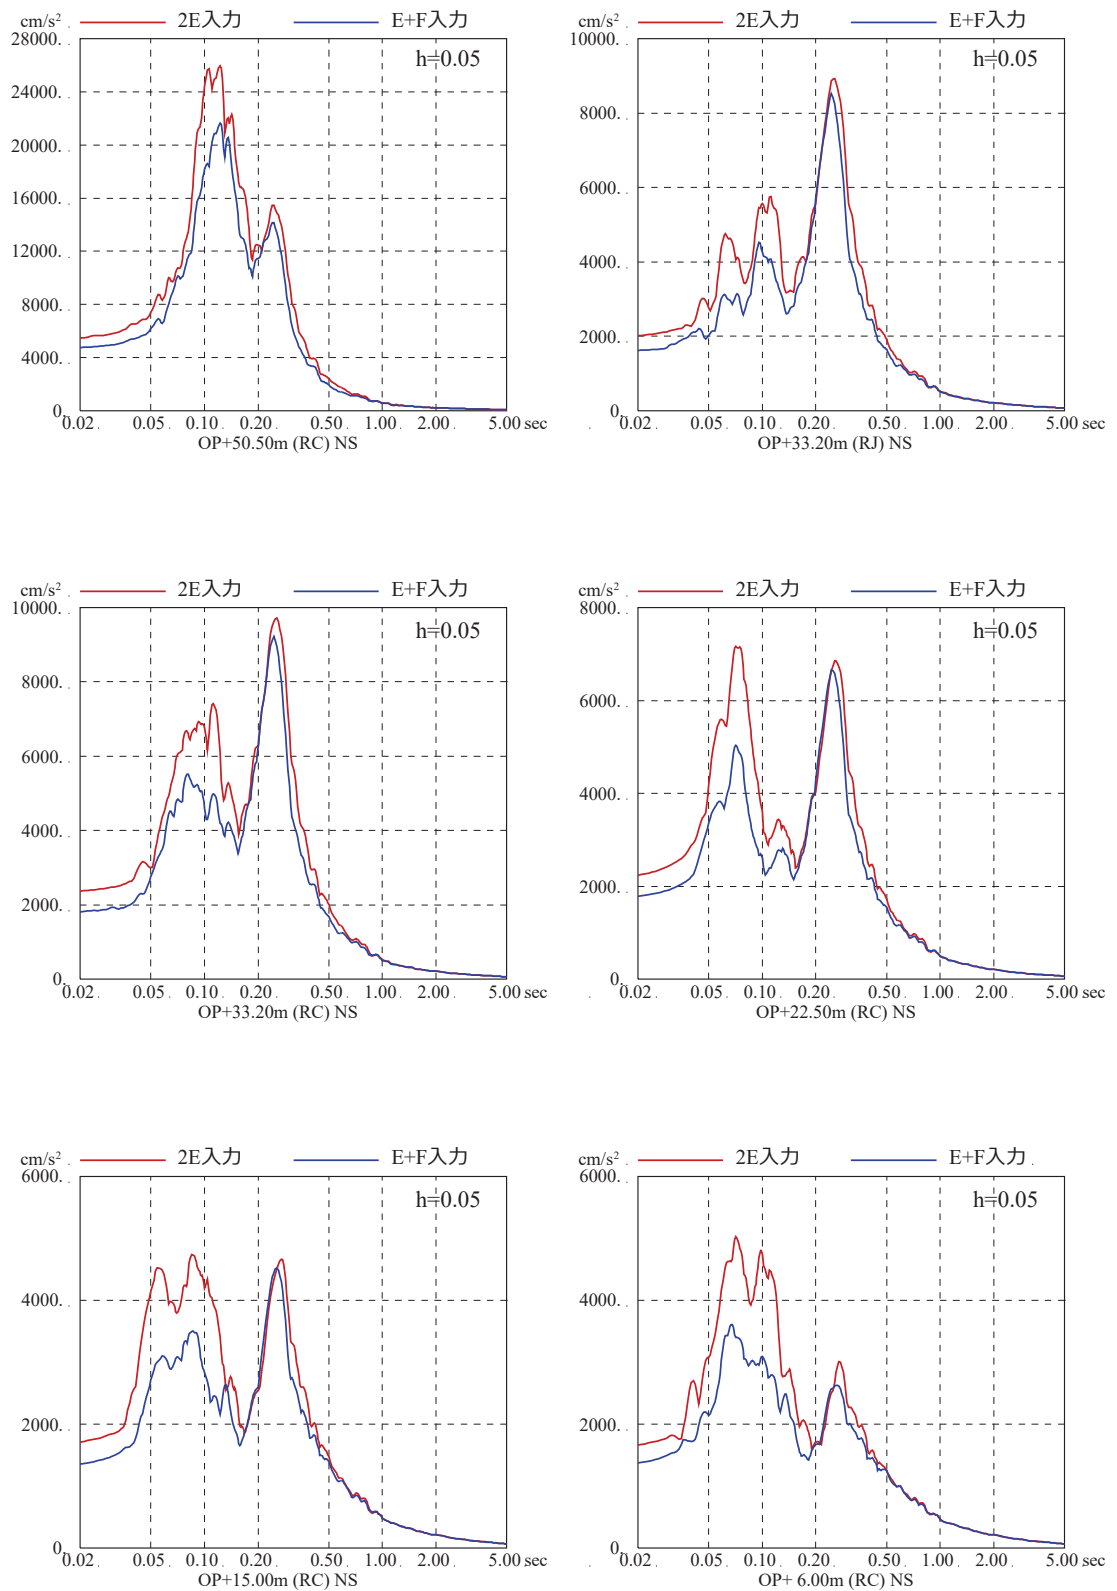 cm/s² 2E入力 E+F入力
28000.
h=0.05
24000.
20000.
16000.
12000.
8000.
4000.
0.
0.02 0.05 0.10 0.20 0.50 1.00 2.00 5.00 sec
OP+50.50m (RC) NS
cm/s² 2E入力 E+F入力
10000.
h=0.05
8000.
6000.
4000.
2000.
0.
0.02 0.05 0.10 0.20 0.50 1.00 2.00 5.00 sec
OP+33.20m (RJ) NS
cm/s² 2E入力 E+F入力
10000.
h=0.05
8000.
6000.
4000.
2000.
0.
0.02 0.05 0.10 0.20 0.50 1.00 2.00 5.00 sec
OP+33.20m (RC) NS
cm/s² 2E入力 E+F入力
8000.
h=0.05
6000.
4000.
2000.
0.
0.02 0.05 0.10 0.20 0.50 1.00 2.00 5.00 sec
OP+22.50m (RC) NS
cm/s² 2E入力 E+F入力
6000.
h=0.05
4000.
2000.
0.
0.02 0.05 0.10 0.20 0.50 1.00 2.00 5.00 sec
OP+15.00m (RC) NS
cm/s² 2E入力 E+F入力
6000.
h=0.05
4000.
2000.
0.
0.02 0.05 0.10 0.20 0.50 1.00 2.00 5.00 sec
OP+ 6.00m (RC) NS